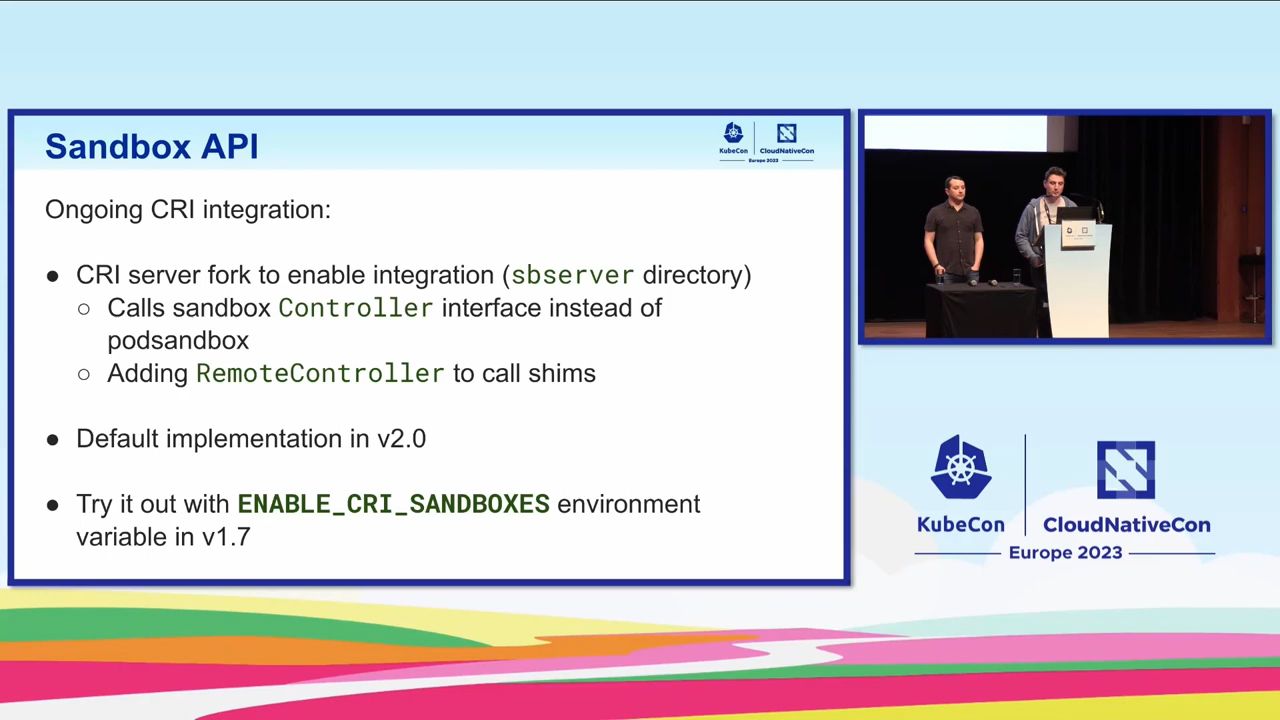 Sandbox API
KubeCon
CloudNativeCon
Europe 2023
Ongoing CRI integration:
● CRI server fork to enable integration (sbserver directory)
○ Calls sandbox Controller interface instead of
podsandbox
○ Adding RemoteController to call shims
● Default implementation in v2.0
● Try it out with ENABLE_CRI_SANDBOXES environment
variable in v1.7
KubeCon
CloudNativeCon
Europe 2023